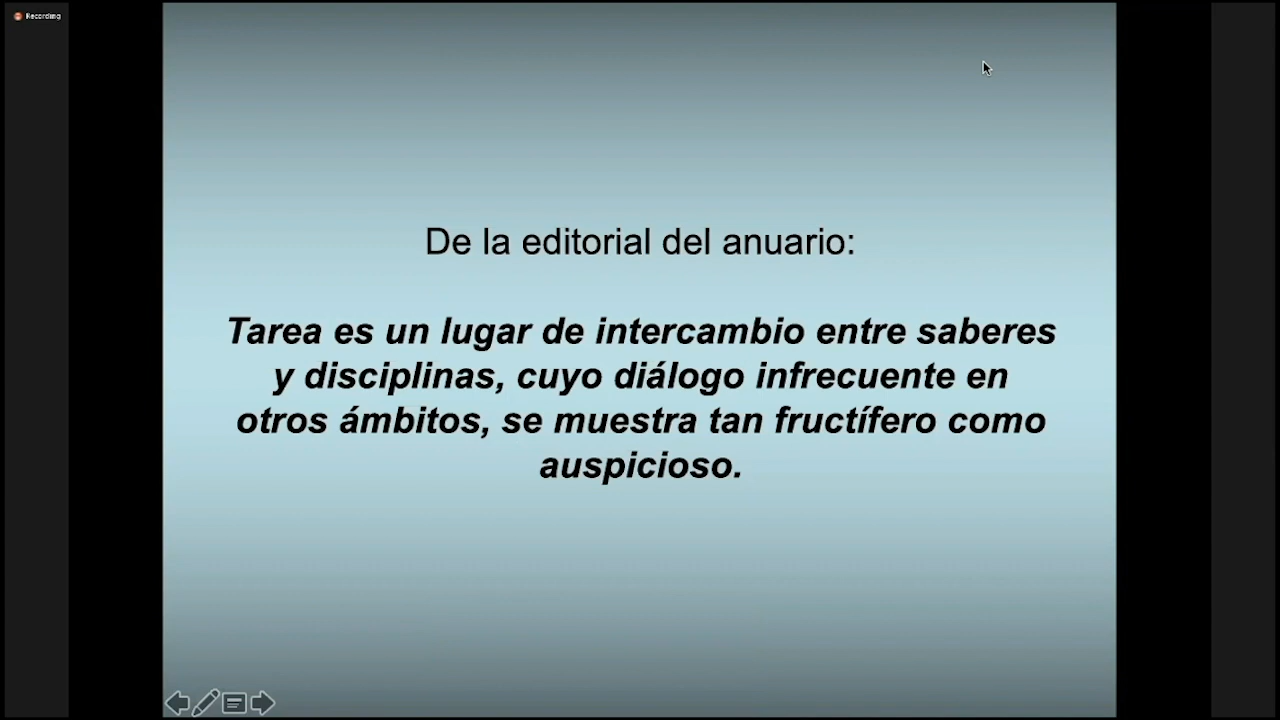 Recording
De la editorial del anuario:
Tarea es un lugar de intercambio entre saberes
y disciplinas, cuyo diálogo infrecuente en
otros ámbitos, se muestra tan fructífero como
auspicioso.